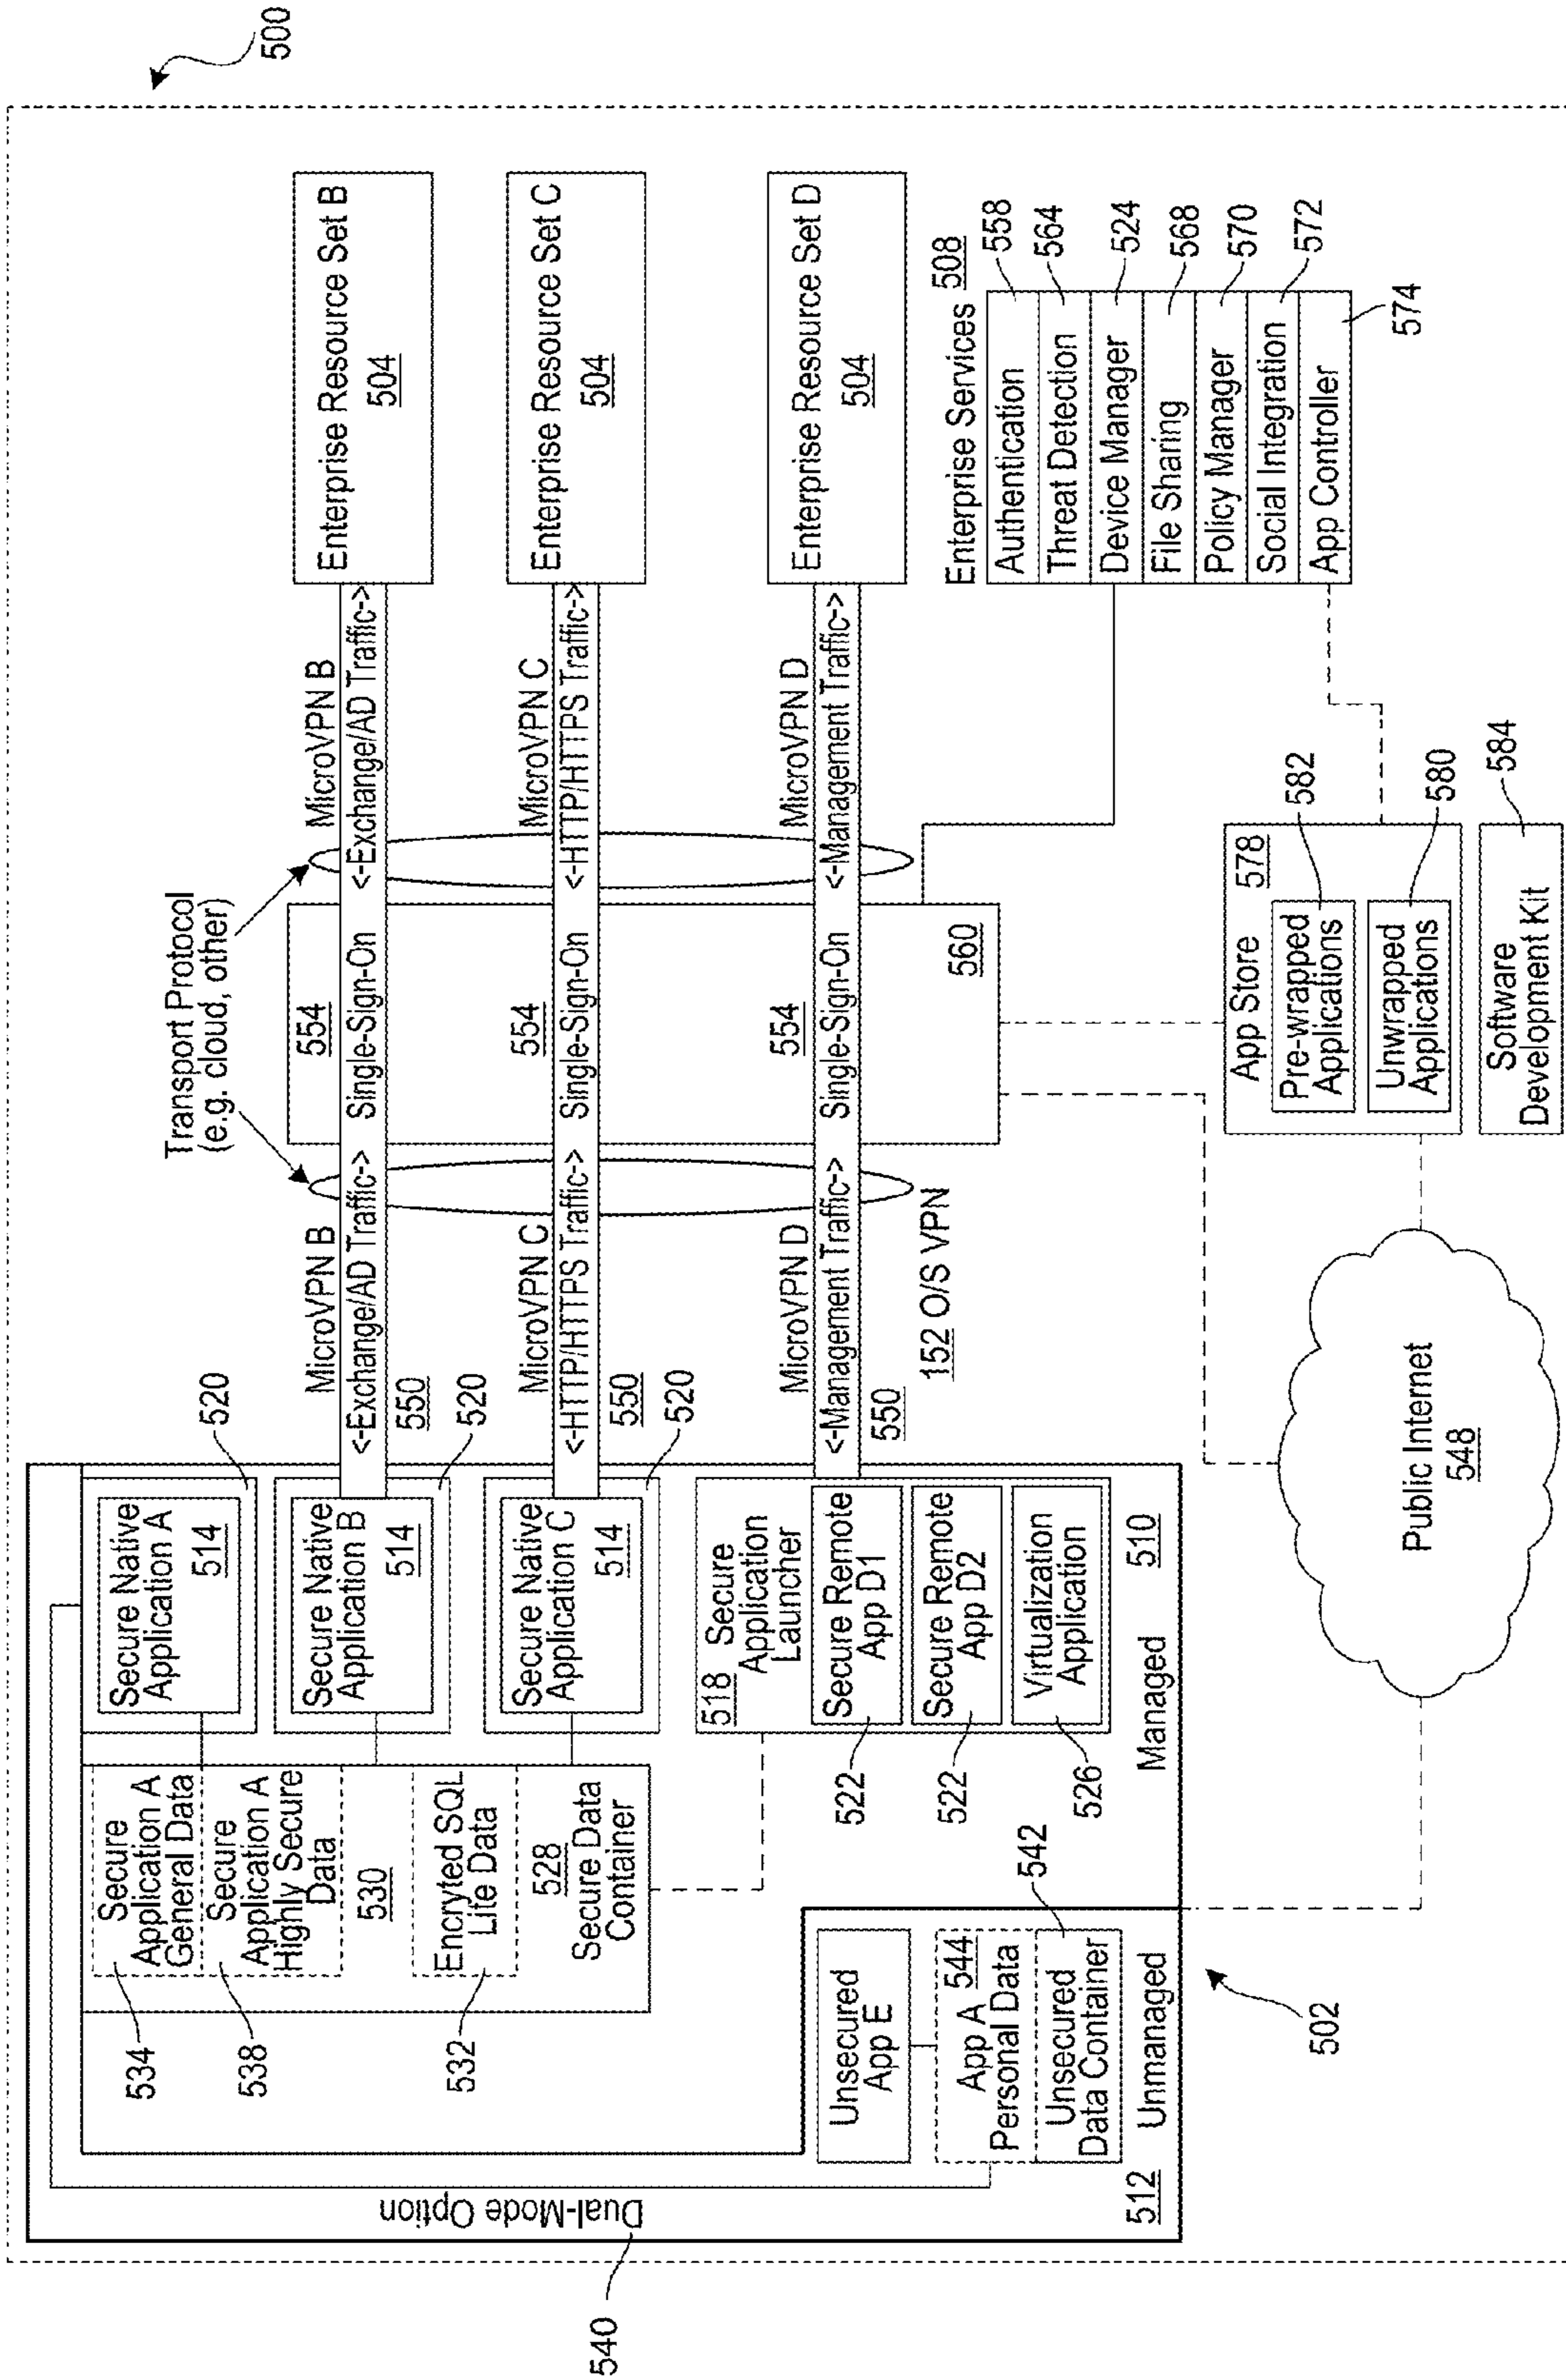 500
Transport Protocol
(e.g. cloud, other)
Dual-Mode Option
540
534
538
532
Secure
Application A
General Data
Secure
Application A
Highly Secure
Data
530
Encryted SQL
Lite Data
528
Secure Data
Container
Secure Native
Application A
514
520
Secure Native
Application B
514
520
Secure Native
Application C
514
520
518 Secure
Application
Launcher
Secure Remote
App D1
Secure Remote
App D2
Virtualization
Application
522
522
526
Managed
510
Unsecured
App E
544
App A
Personal Data
Unsecured
Data Container
542
512
Unmanaged
502
MicroVPN B
<-Exchange/AD Traffic->
550
MicroVPN C
<-HTTP/HTTPS Traffic->
550
MicroVPN D
<-Management Traffic->
550
152 O/S VPN
554
Single-Sign-On
554
Single-Sign-On
554
Single-Sign-On
560
MicroVPN B
<-Exchange/AD Traffic->
MicroVPN C
<-HTTP/HTTPS Traffic->
MicroVPN D
<-Management Traffic->
Enterprise Resource Set B
504
Enterprise Resource Set C
504
Enterprise Resource Set D
504
Enterprise Services 508
Authentication
558
Threat Detection
564
Device Manager
524
File Sharing
568
Policy Manager
570
Social Integration
572
App Controller
574
Public Internet
548
App Store 578
Pre-wrapped
Applications
582
Unwrapped
Applications
580
Software
Development Kit
584